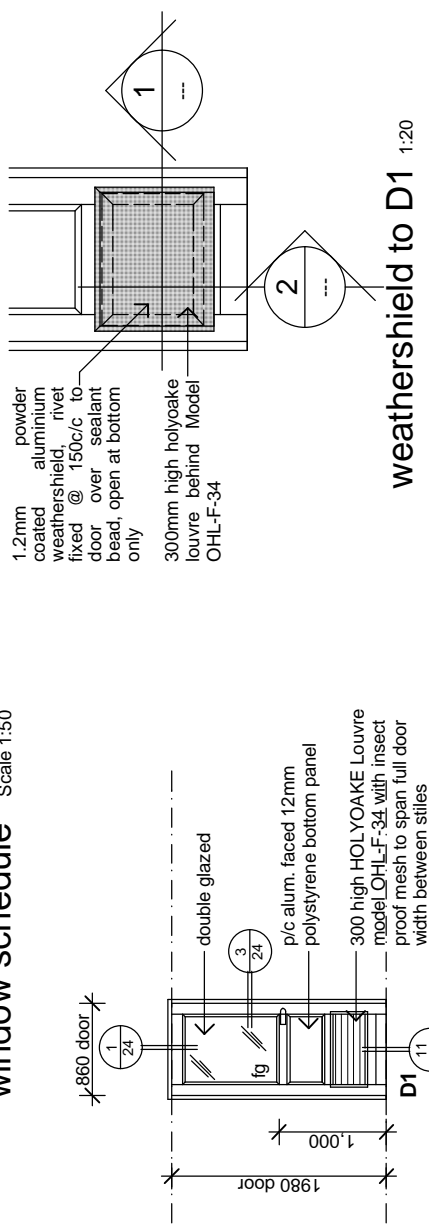 window schedule Scale 1:50
860 door
1
24
double glazed
3
24
fg
p/c alum. faced 12mm
polystyrene bottom panel
300 high HOLYOAKE Louvre
model OHL-F-34 with insect
proof mesh to span full door
width between stiles
1,000
1980 door
D1
11
1.2mm powder
coated aluminium
weathershield, rivet
fixed @ 150c/c to
door over sealant
bead, open at bottom
only
300mm high holyoake
louvre behind Model
OHL-F-34
1
---
2
---
weathershield to D1 1:20